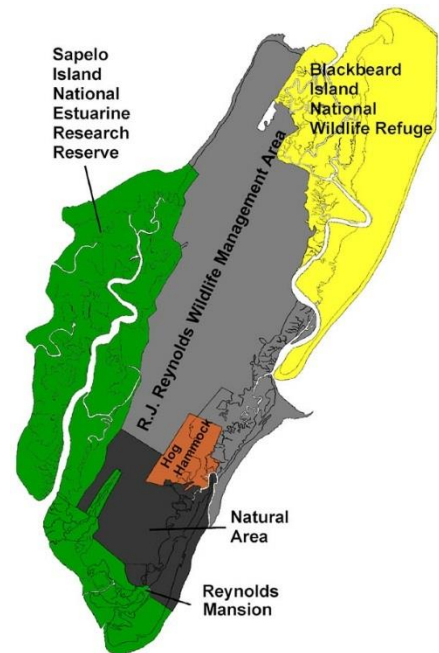 Sapelo
Island
National
Estuarine
Research
Reserve
Blackbeard
Island
National
Wildlife Refuge
R.J. Reynolds Wildlife Management Area
Hog
Hammock
Natural
Area
Reynolds
Mansion